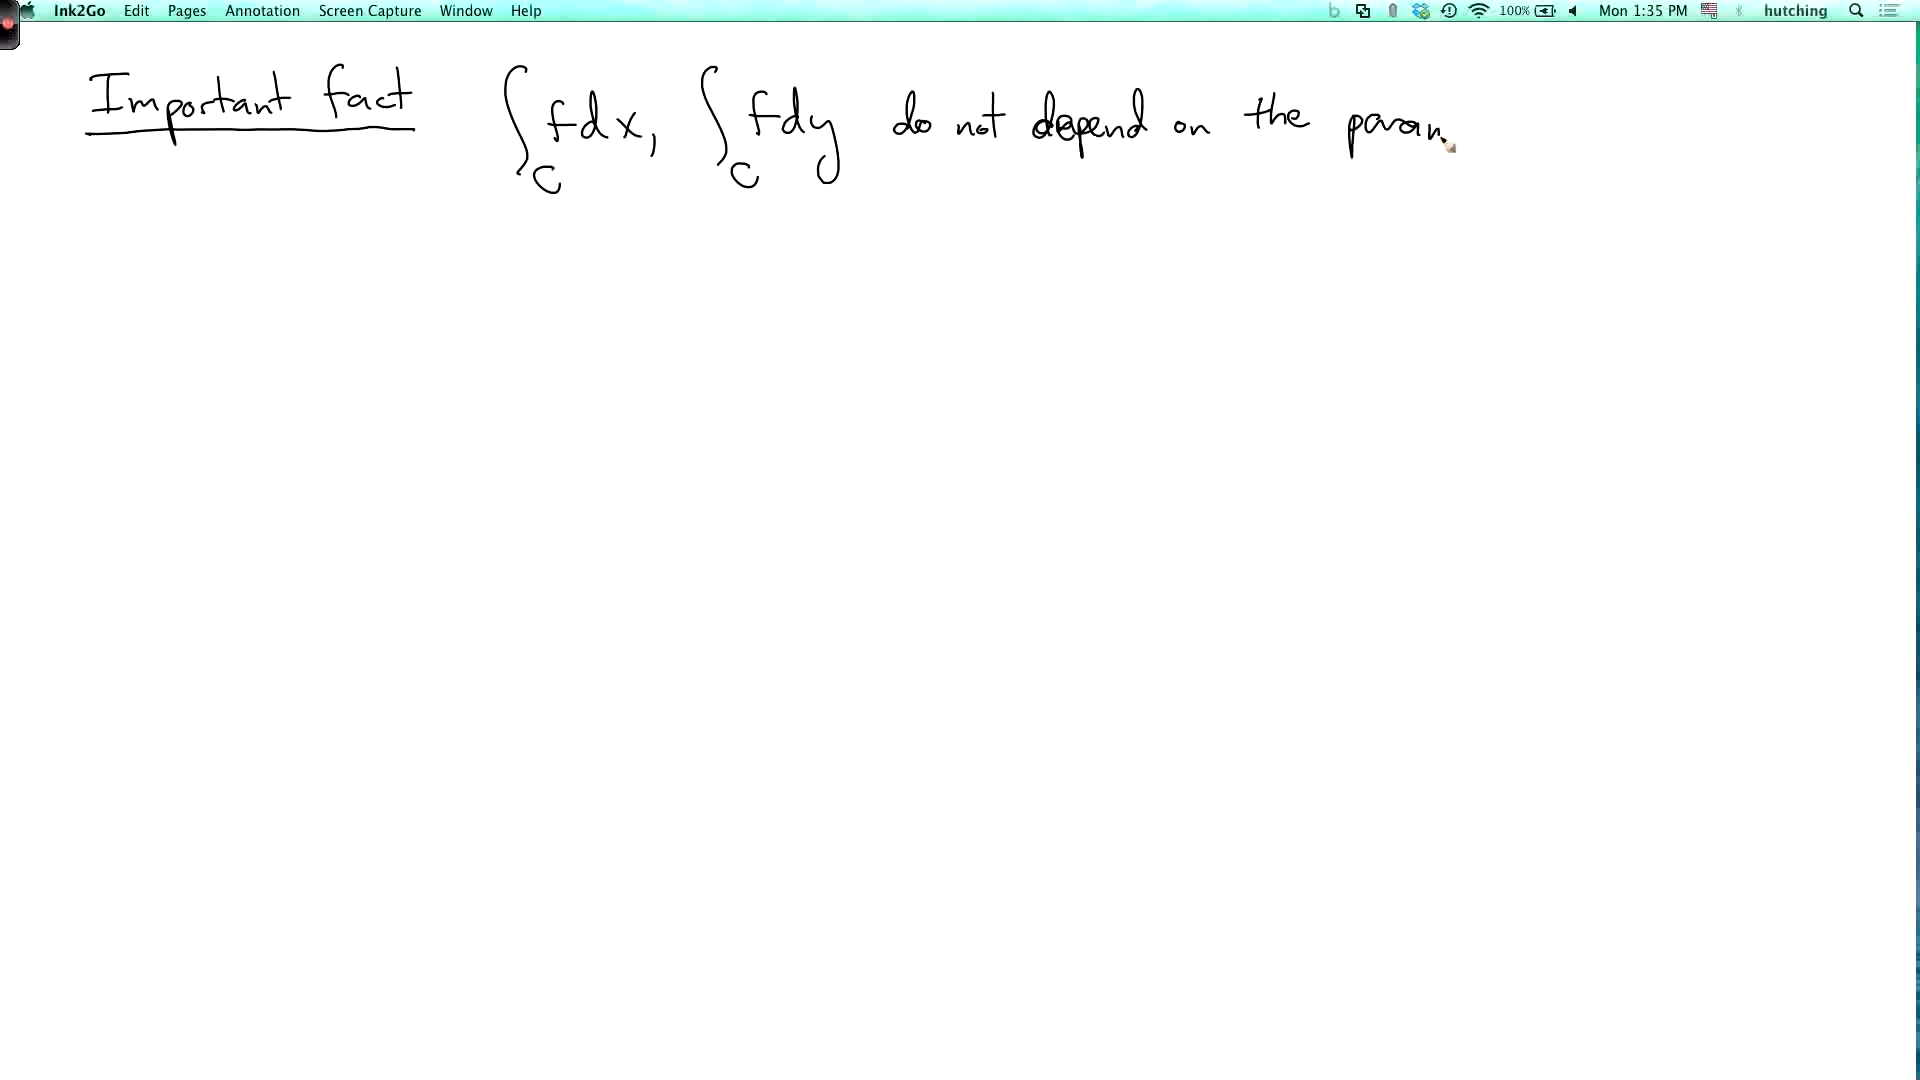 Ink2Go Edit Pages Annotation Screen Capture Window Help 100% Mon 1:35 PM hutching
Important fact ∫_C f dx, ∫_C f dy do not depend on the param